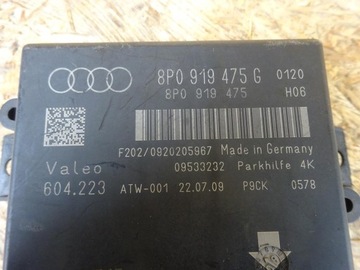 8P0 919 475 G 0120
8P0 919 475 H06
F202/0920205967 Made in Germany
Valeo 09533232 Parkhilfe 4K
604.223 ATW-001 22.07.09 P9CK 0578